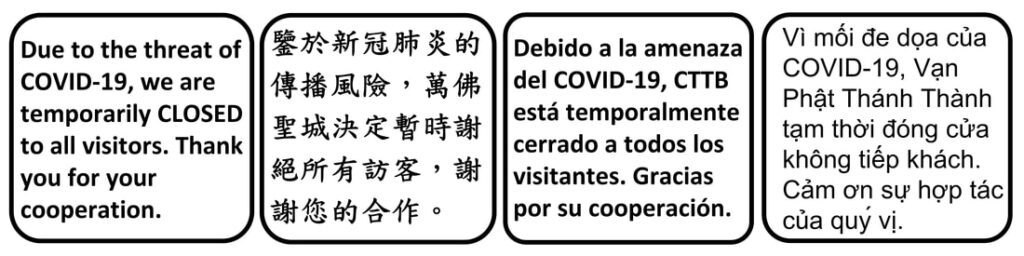 Due to the threat of
COVID-19, we are
temporarily CLOSED
to all visitors. Thank
you for your
cooperation.
鑒於新冠肺炎的
傳播風險，萬佛
聖城決定暫時謝
絕所有訪客，謝
謝您的合作。
Debido a la amenaza
del COVID-19, CTTB
está temporalmente
cerrado a todos los
visitantes. Gracias
por su cooperación.
Vì mối đe dọa của
COVID-19, Vạn
Phật Thánh Thành
tạm thời đóng cửa
không tiếp khách.
Cảm ơn sự hợp tác
của quý vị.